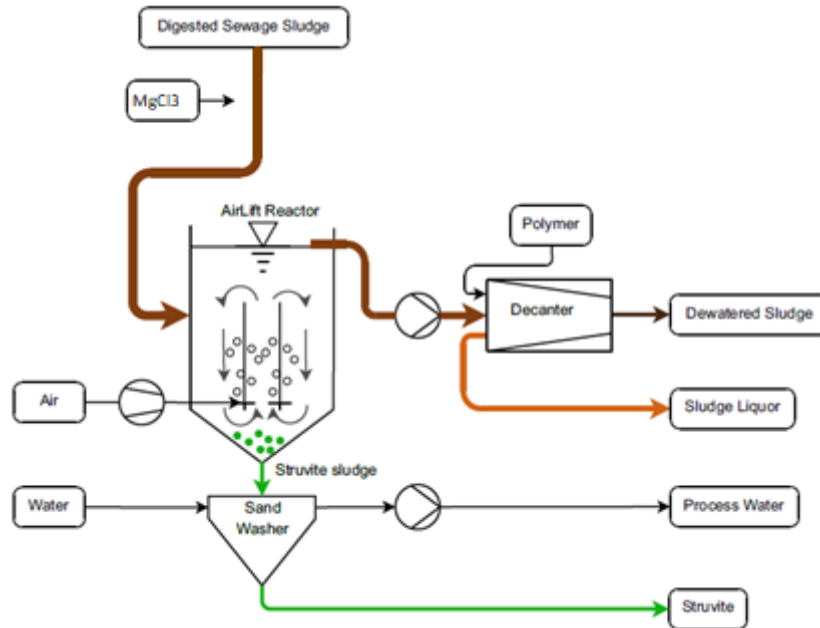 Digested Sewage Sludge
MgCl3
AirLift Reactor
Polymer
Decanter
Dewatered Sludge
Air
Sludge Liquor
Struvite sludge
Water
Sand
Washer
Process Water
Struvite